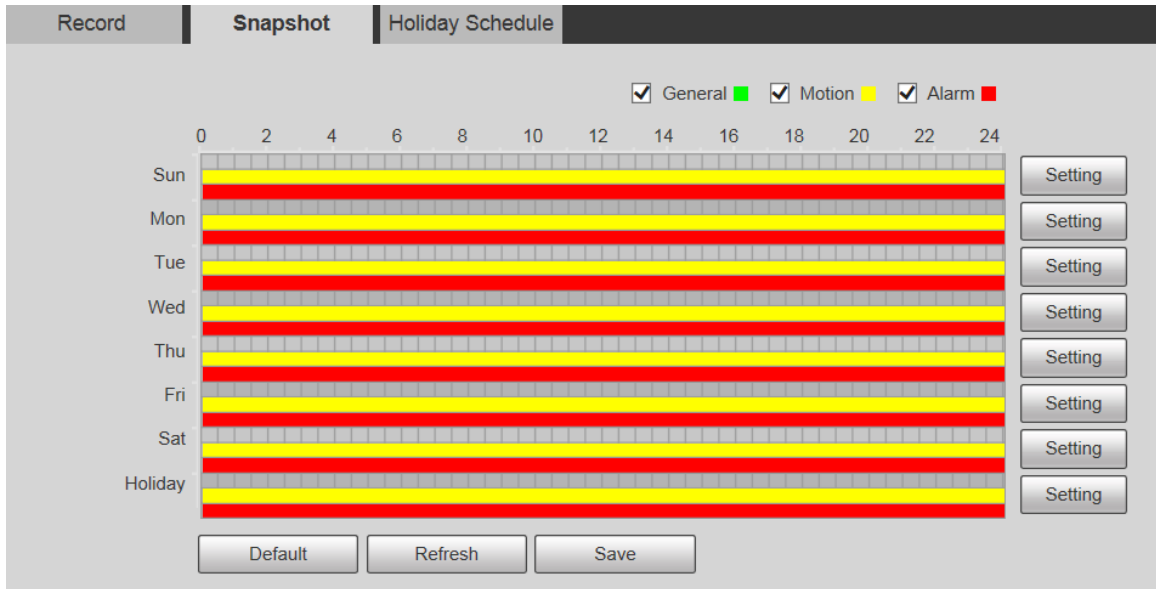 Record Snapshot Holiday Schedule
General Motion Alarm
0 2 4 6 8 10 12 14 16 18 20 22 24
Sun Setting
Mon Setting
Tue Setting
Wed Setting
Thu Setting
Fri Setting
Sat Setting
Holiday Setting
Default Refresh Save